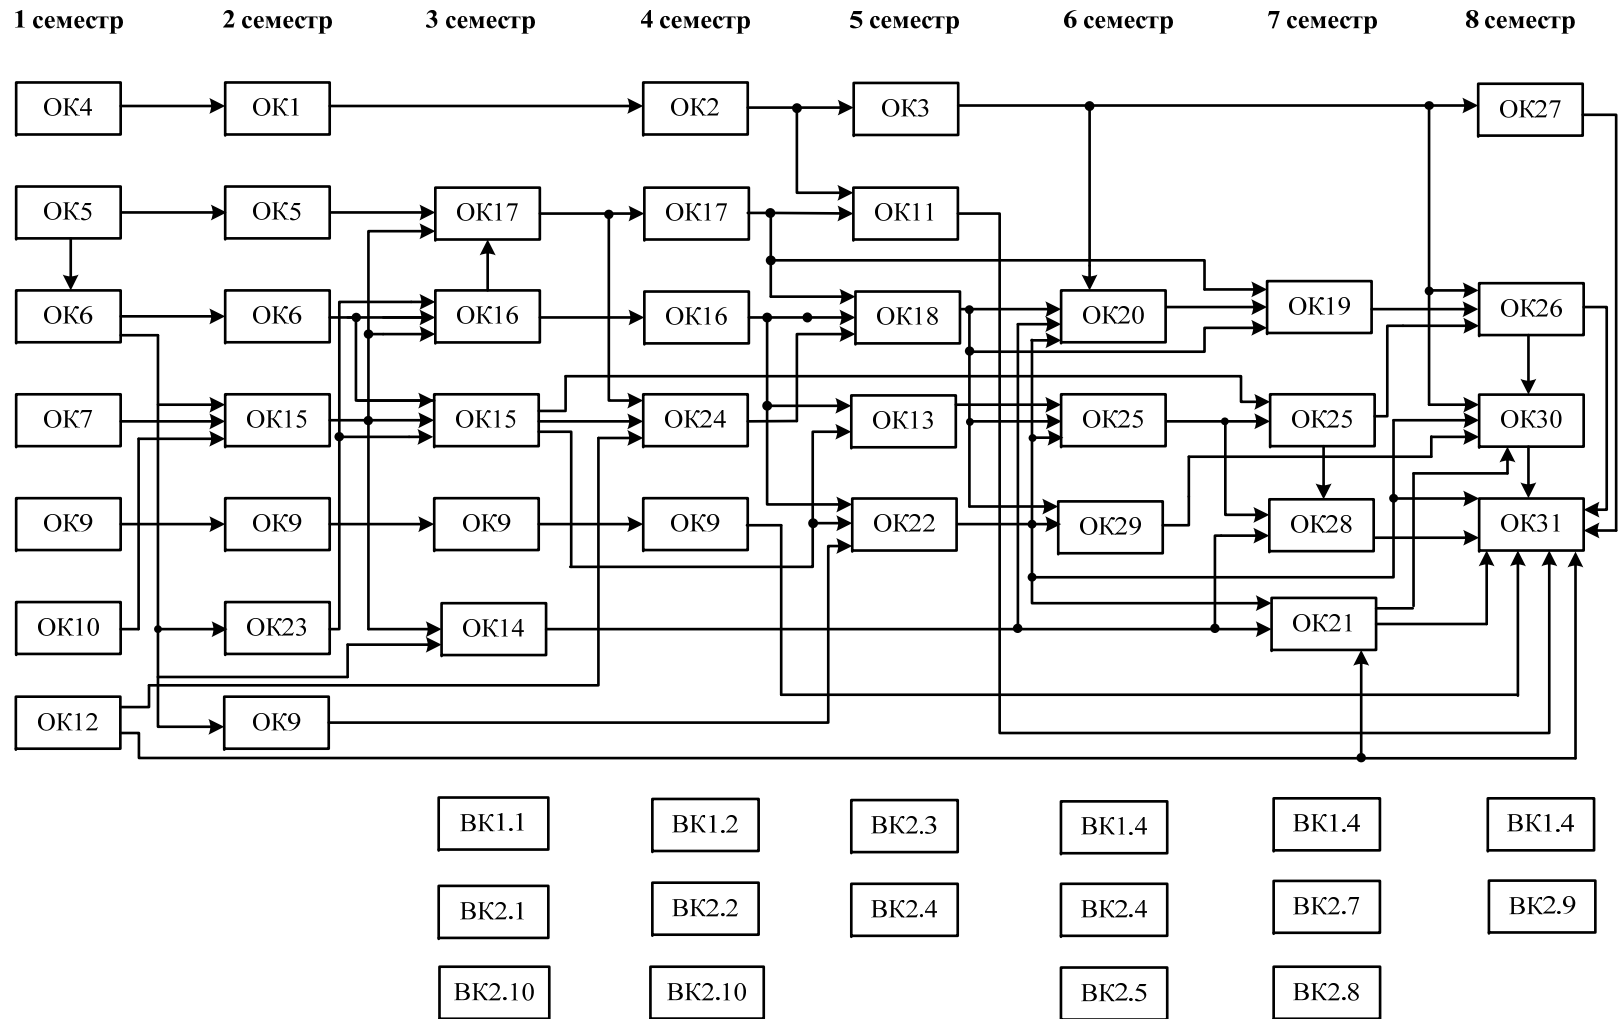 1 семестр 2 семестр 3 семестр 4 семестр 5 семестр 6 семестр 7 семестр 8 семестр
ОК4 ОК1 ОК2 ОК3 ОК27
ОК5 ОК5 ОК17 ОК17 ОК11
ОК6 ОК6 ОК16 ОК16 ОК18 ОК20 ОК19 ОК26
ОК7 ОК15 ОК15 ОК24 ОК13 ОК25 ОК25 ОК30
ОК9 ОК9 ОК9 ОК9 ОК22 ОК29 ОК28 ОК31
ОК10 ОК23 ОК14 ОК21
ОК12 ОК9
ВК1.1 ВК1.2 ВК2.3 ВК1.4 ВК1.4 ВК1.4
ВК2.1 ВК2.2 ВК2.4 ВК2.4 ВК2.7 ВК2.9
ВК2.10 ВК2.10 ВК2.5 ВК2.8